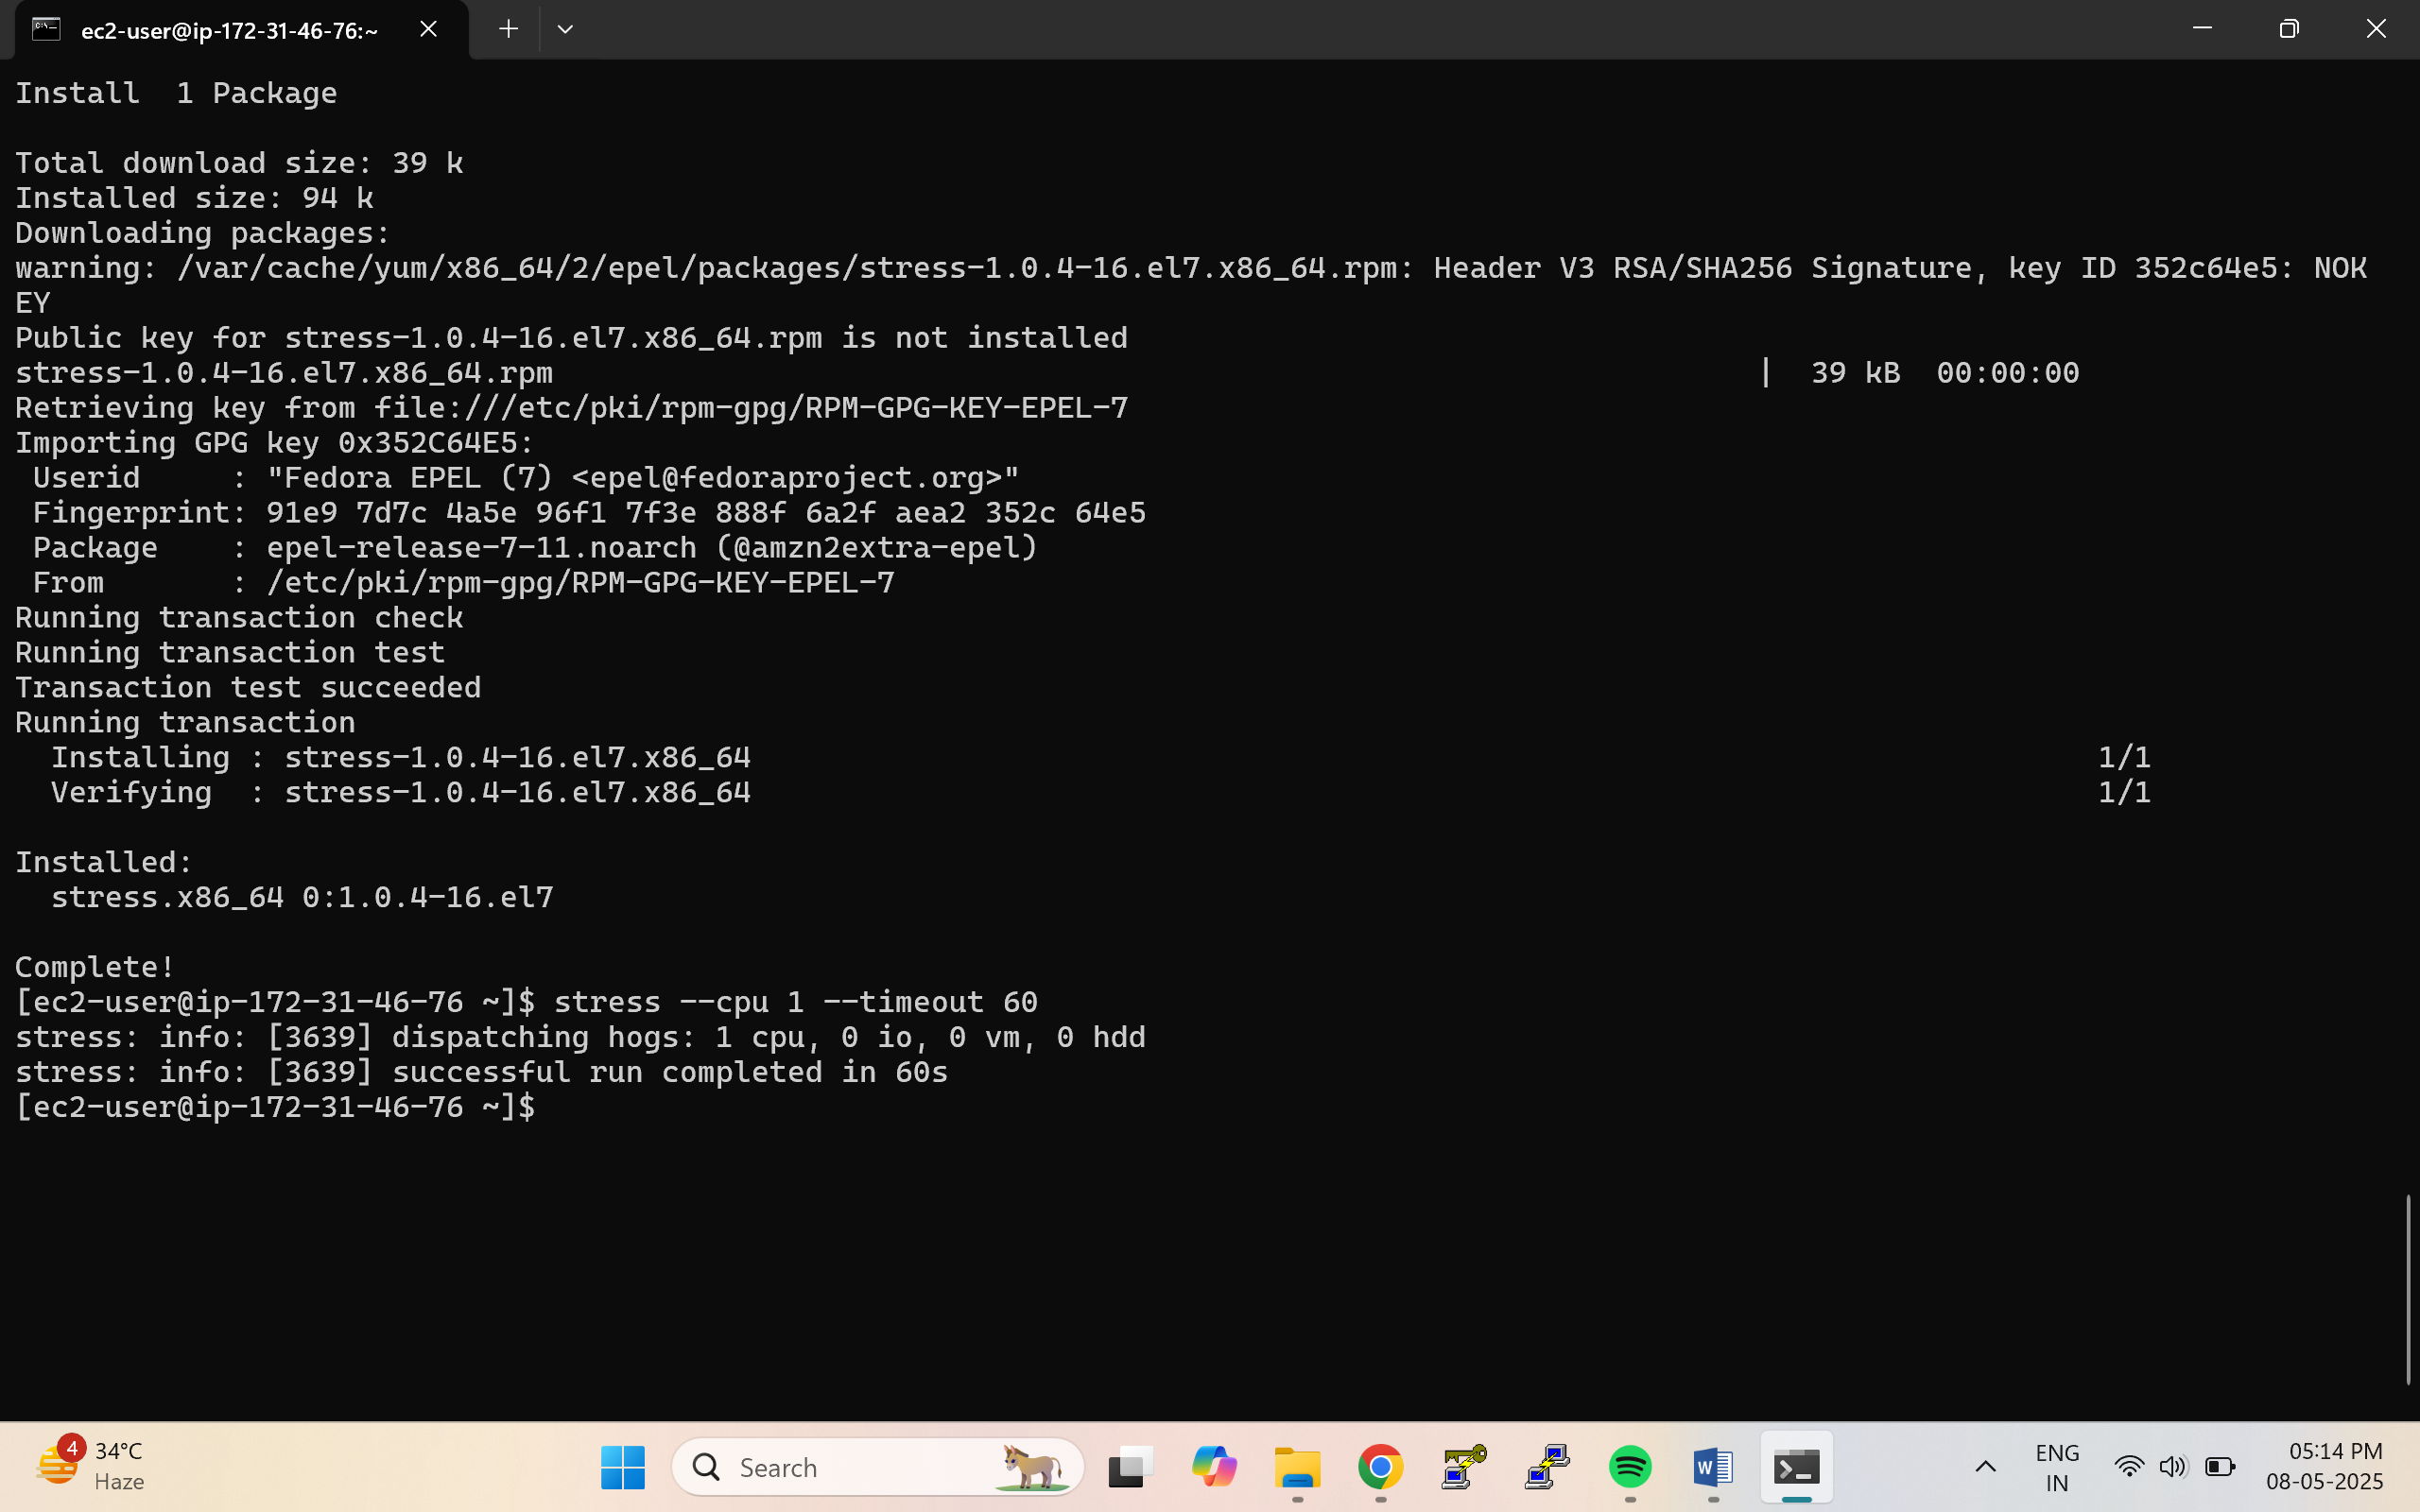 ec2-user@ip-172-31-46-76:~
Install  1 Package
Total download size: 39 k
Installed size: 94 k
Downloading packages:
warning: /var/cache/yum/x86_64/2/epel/packages/stress-1.0.4-16.el7.x86_64.rpm: Header V3 RSA/SHA256 Signature, key ID 352c64e5: NOK
EY
Public key for stress-1.0.4-16.el7.x86_64.rpm is not installed
stress-1.0.4-16.el7.x86_64.rpm | 39 kB 00:00:00
Retrieving key from file:///etc/pki/rpm-gpg/RPM-GPG-KEY-EPEL-7
Importing GPG key 0x352C64E5:
 Userid     : "Fedora EPEL (7) <epel@fedoraproject.org>"
 Fingerprint: 91e9 7d7c 4a5e 96f1 7f3e 888f 6a2f aea2 352c 64e5
 Package    : epel-release-7-11.noarch (@amzn2extra-epel)
 From       : /etc/pki/rpm-gpg/RPM-GPG-KEY-EPEL-7
Running transaction check
Running transaction test
Transaction test succeeded
Running transaction
  Installing : stress-1.0.4-16.el7.x86_64 1/1
  Verifying  : stress-1.0.4-16.el7.x86_64 1/1
Installed:
  stress.x86_64 0:1.0.4-16.el7
Complete!
[ec2-user@ip-172-31-46-76 ~]$ stress --cpu 1 --timeout 60
stress: info: [3639] dispatching hogs: 1 cpu, 0 io, 0 vm, 0 hdd
stress: info: [3639] successful run completed in 60s
[ec2-user@ip-172-31-46-76 ~]$
4
34°C
Haze
Search
W
ENG
IN
05:14 PM
08-05-2025